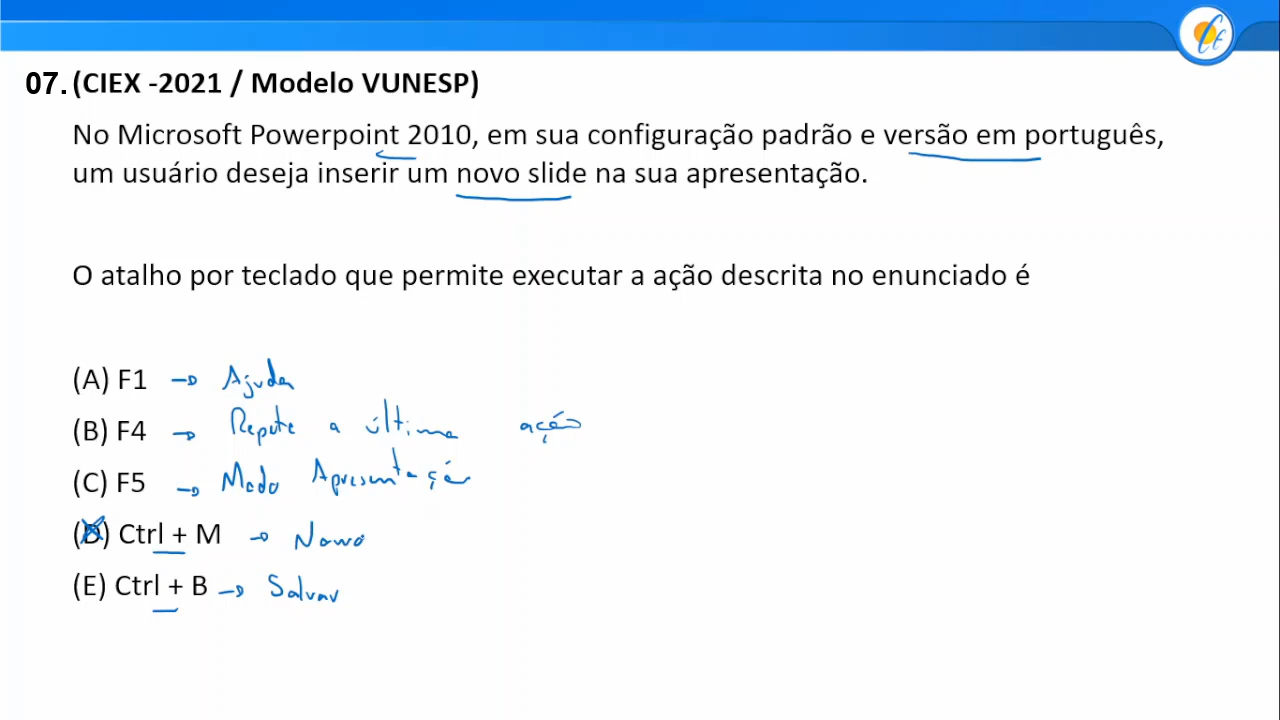 07. (CIEX -2021 / Modelo VUNESP)
No Microsoft Powerpoint 2010, em sua configuração padrão e versão em português,
um usuário deseja inserir um novo slide na sua apresentação.
O atalho por teclado que permite executar a ação descrita no enunciado é
(A) F1 → Ajuda
(B) F4 → Repete a última ação
(C) F5 → Modo Apresentação
(D) Ctrl + M → Novo
(E) Ctrl + B → Salvar